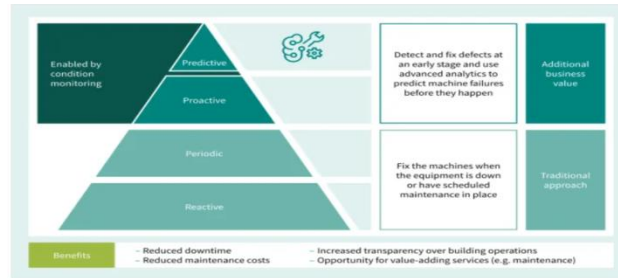 Enabled by
condition
monitoring
Predictive
Proactive
Periodic
Reactive
Detect and fix defects at
an early stage and use
advanced analytics to
predict machine failures
before they happen
Additional
business
value
Fix the machines when
the equipment is down
or have scheduled
maintenance in place
Traditional
approach
Benefits
– Reduced downtime
– Reduced maintenance costs
– Increased transparency over building operations
– Opportunity for value-adding services (e.g. maintenance)